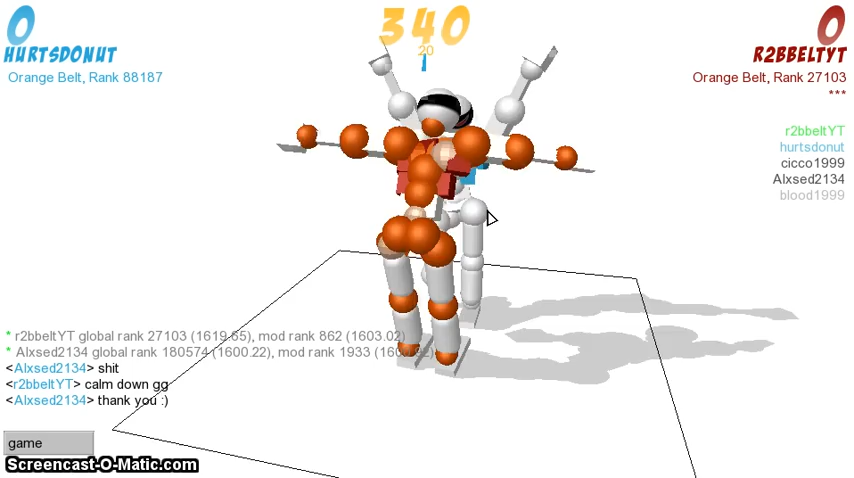 0
HURTSDONUT
Orange Belt, Rank 88187
340
20
0
R2BBELTYT
Orange Belt, Rank 27103
***
r2bbeltYT
hurtsdonut
cicco1999
Alxsed2134
blood1999
* r2bbeltYT global rank 27103 (1619.65), mod rank 862 (1603.02)
* Alxsed2134 global rank 180574 (1600.22), mod rank 1933
<Alxsed2134> shit
<r2bbeltYT> calm down gg
<Alxsed2134> thank you :)
game
Screencast-O-Matic.com